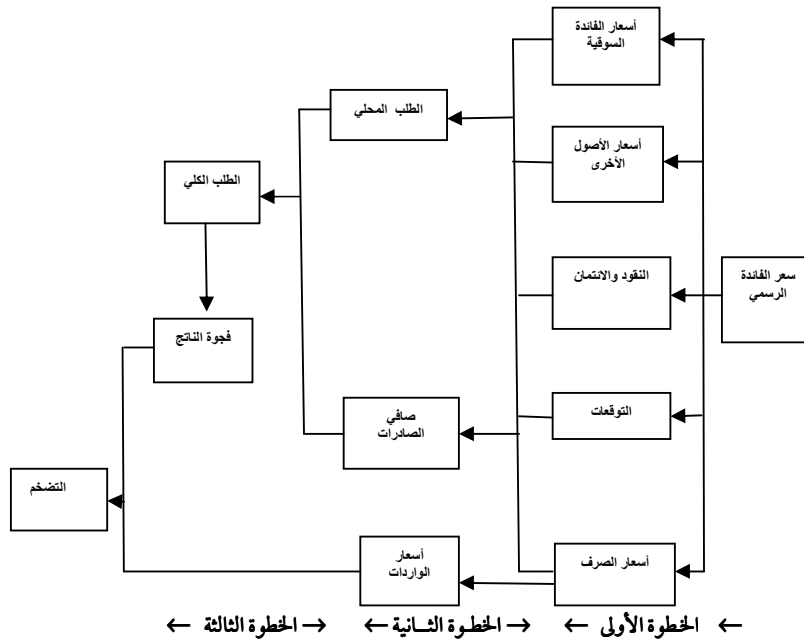 أسعار الفائدة
السوقية
الطلب المحلي
أسعار الأصول
الأخرى
الطلب الكلي
سعر الفائدة
الرسمي
النقود والائتمان
فجوة الناتج
التوقعات
صافي
الصادرات
التضخم
أسعار الصرف
أسعار
الواردات
← الخطوة الأولى ← → الخطوة الثـانية ← → الخطوة الثالثة ←